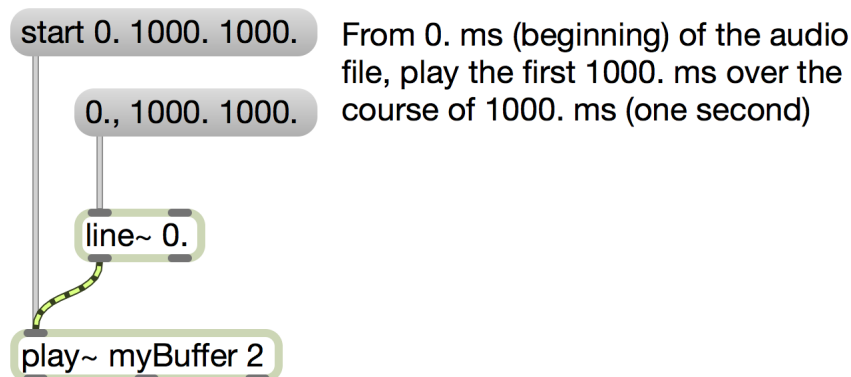 start 0. 1000. 1000.
From 0. ms (beginning) of the audio
file, play the first 1000. ms over the
course of 1000. ms (one second)
0., 1000. 1000.
line~ 0.
play~ myBuffer 2